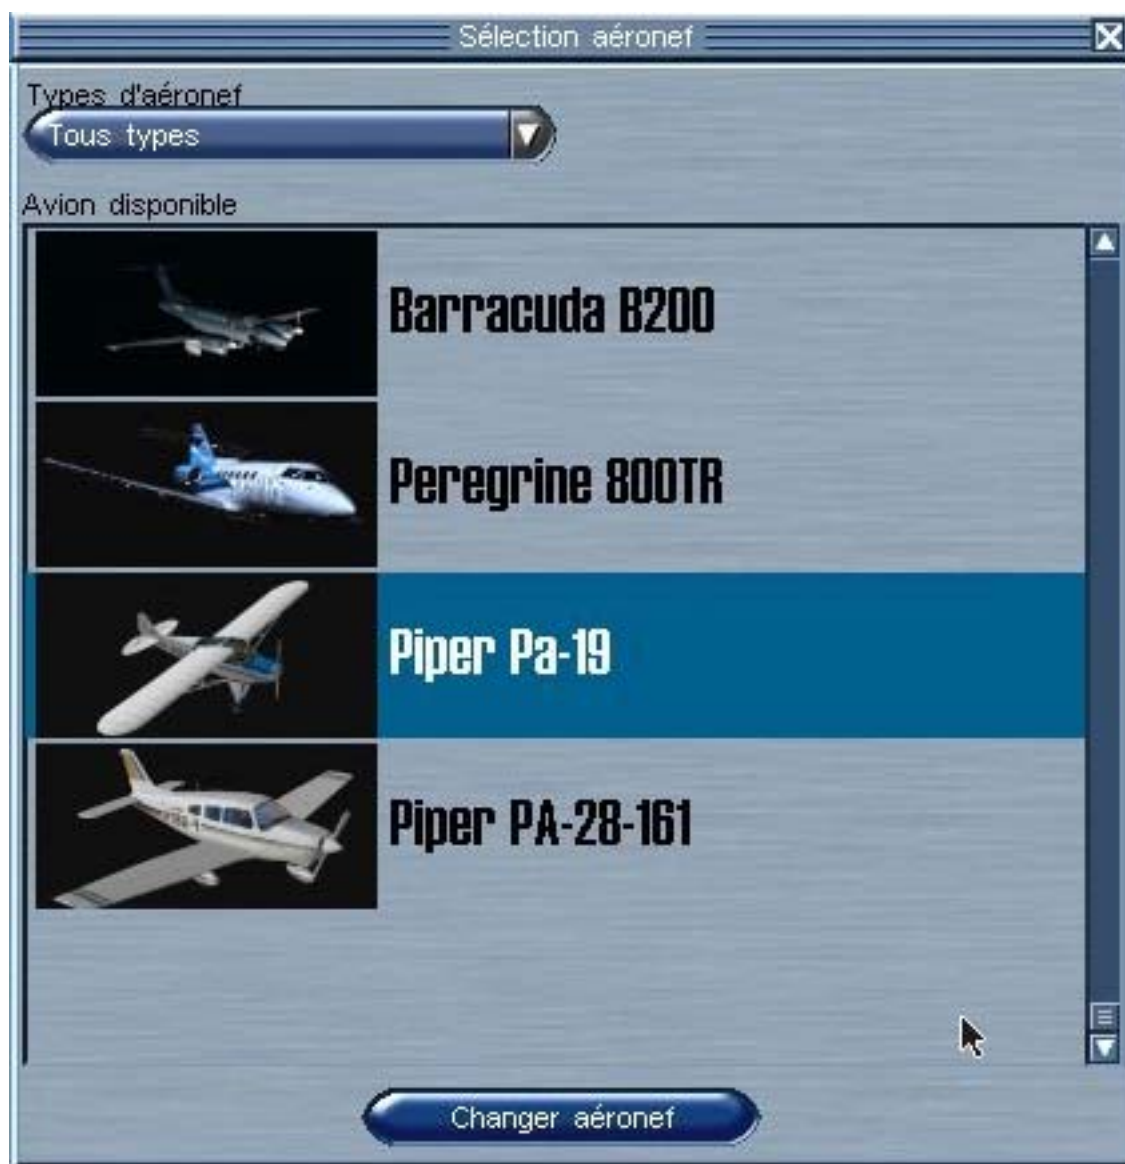 Sélection aéronef
Types d'aéronef
Tous types
Avion disponible
Barracuda B200
Peregrine 800TR
Piper Pa-19
Piper PA-28-161
Changer aéronef